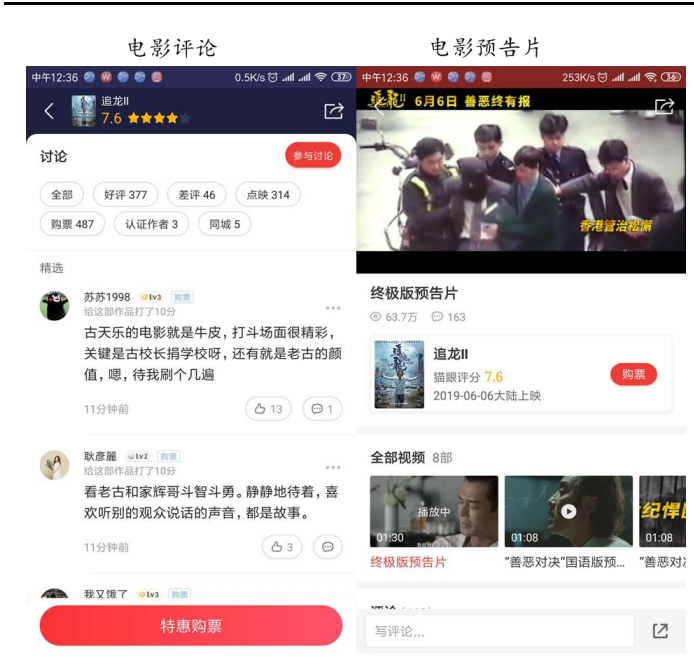 电影评论
电影预告片
中午12:36
0.5K/s
37
追龙II
7.6
讨论
参与讨论
全部
好评 377
差评 46
点映 314
购票 487
认证作者 3
同城 5
精选
苏苏1998 Lv3 购票
给这部作品打了10分
古天乐的电影就是牛皮，打斗场面很精彩，
关键是古校长捐学校呀，还有就是老古的颜
值，嗯，待我刷个几遍
11分钟前
13
1
耿彦麗 Lv2 购票
给这部作品打了10分
看老古和家辉哥斗智斗勇。静静地待着，喜
欢听别的观众说话的声音，都是故事。
11分钟前
3
我又饿了 Lv3 购票
特惠购票
中午12:36
253K/s
36
追龍II 6月6日 善恶终有报
香港管治松懈
终极版预告片
63.7万
163
追龙II
猫眼评分 7.6
2019-06-06大陆上映
购票
全部视频 8部
播放中
01:30
01:08
纪悍匪
01:08
终极版预告片
“善恶对决”国语版预...
“善恶对
写评论...